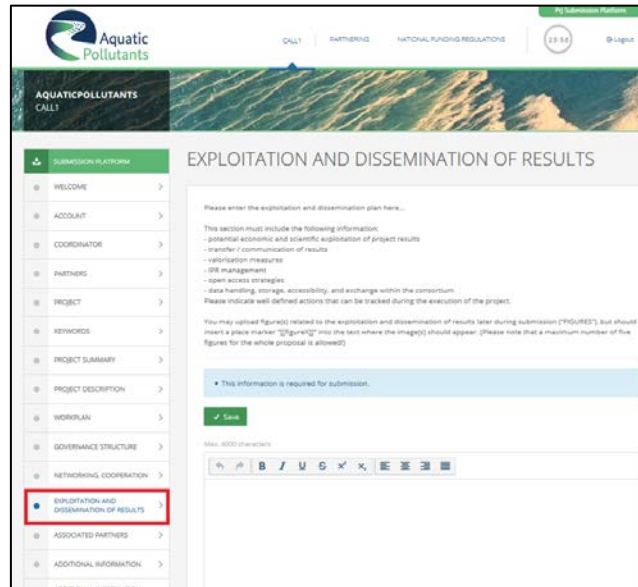 PtJ Submission Platform
Aquatic
Pollutants
CALL1
PARTNERING
NATIONAL FUNDING REGULATIONS
23:58
Logout
AQUATICPOLLUTANTS
CALL1
SUBMISSION PLATFORM
WELCOME
ACCOUNT
COORDINATOR
PARTNERS
PROJECT
KEYWORDS
PROJECT SUMMARY
PROJECT DESCRIPTION
WORKPLAN
GOVERNANCE STRUCTURE
NETWORKING, COOPERATION
EXPLOITATION AND
DISSEMINATION OF RESULTS
ASSOCIATED PARTNERS
ADDITIONAL INFORMATION
EXPLOITATION AND DISSEMINATION OF RESULTS
Please enter the exploitation and dissemination plan here...
This section must include the following information:
- potential economic and scientific exploitation of project results
- transfer / communication of results
- valorisation measures
- IPR management
- open access strategies
- data handling, storage, accessibility, and exchange within the consortium
Please indicate well defined actions that can be tracked during the execution of the project.
You may upload figure(s) related to the exploitation and dissemination of results later during submission ("FIGURES"), but should
insert a place marker "[[figureX]]" into the text where the image(s) should appear. (Please note that a maximum number of five
figures for the whole proposal is allowed!)
• This information is required for submission.
✓ Save
Max. 4000 characters
B I U S x² x₂